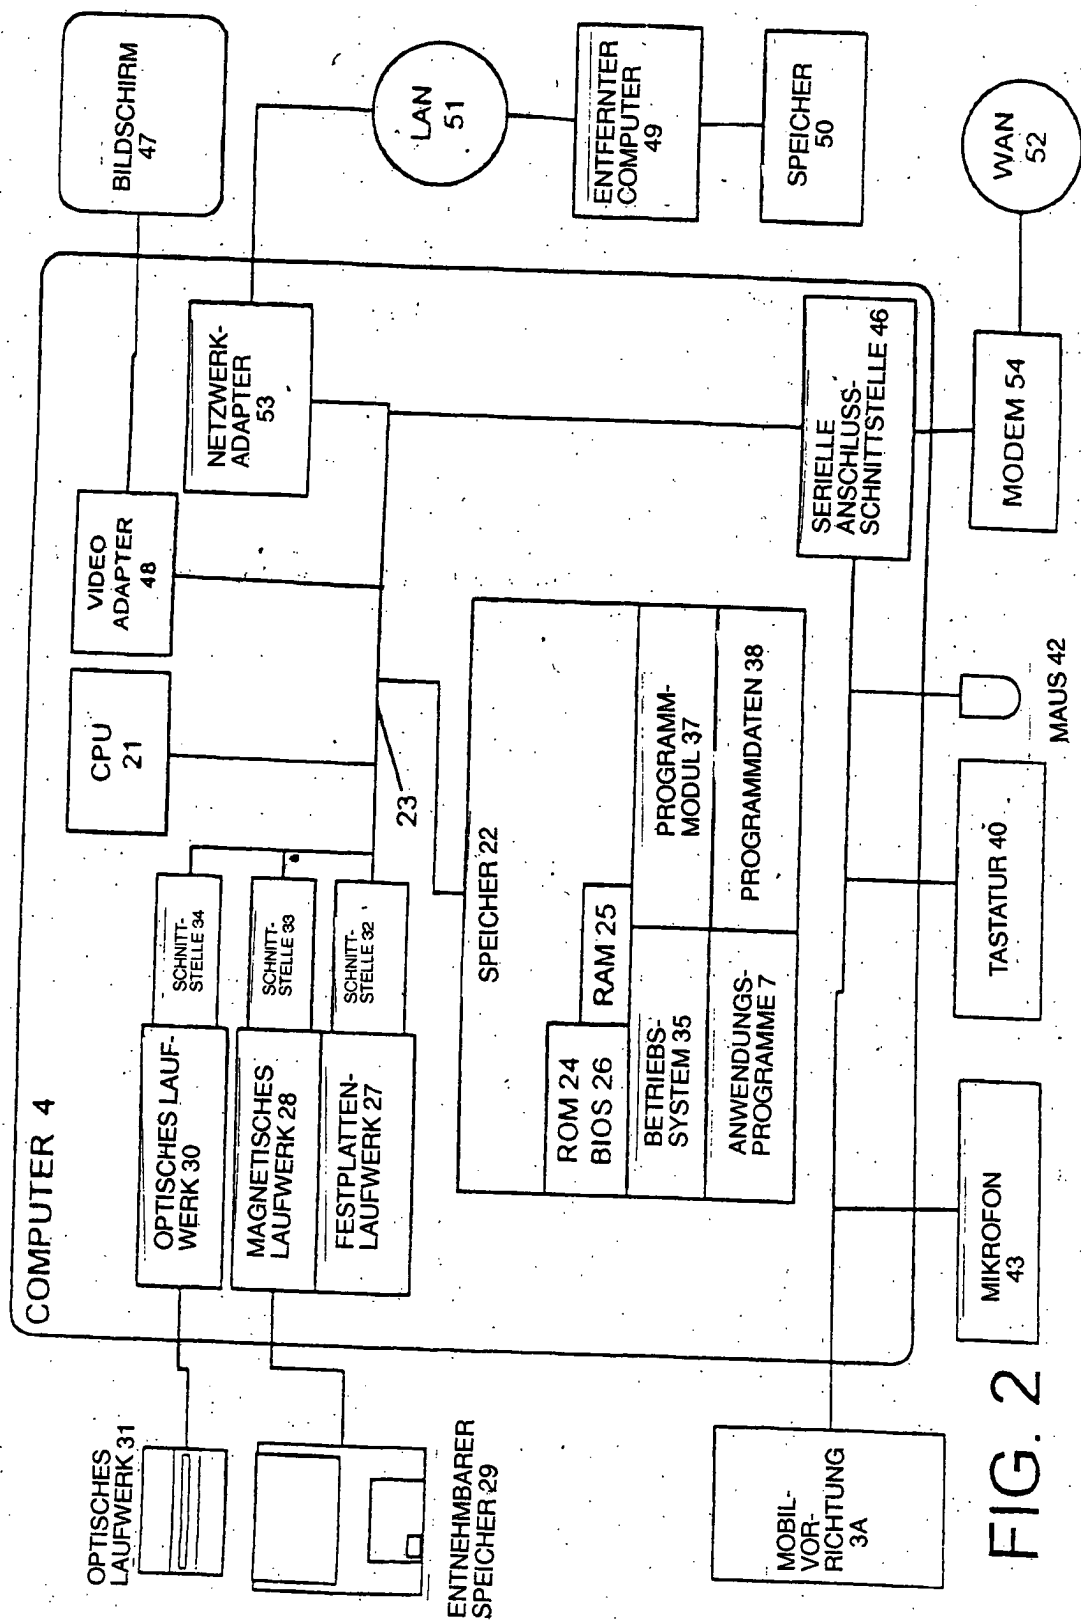 COMPUTER 4
OPTISCHES
LAUFWERK 31
ENTNEHMBARER
SPEICHER 29
MOBIL-
VOR-
RICHTUNG
3A
OPTISCHES LAUF-
WERK 30
MAGNETISCHES
LAUFWERK 28
FESTPLATTEN-
LAUFWERK 27
SCHNITT-
STELLE 34
SCHNITT-
STELLE 33
SCHNITT-
STELLE 32
CPU
21
VIDEO
ADAPTER
48
NETZWERK-
ADAPTER
53
BILDSCHIRM
47
LAN
51
ENTFERNTER
COMPUTER
49
SPEICHER
50
23
SPEICHER 22
ROM 24
BIOS 26
RAM 25
BETRIEBS-
SYSTEM 35
PROGRAMM-
MODUL 37
ANWENDUNGS-
PROGRAMME 7
PROGRAMMDATEN 38
SERIELLE
ANSCHLUSS-
SCHNITTSTELLE 46
MIKROFON
43
TASTATUR 40
MAUS 42
MODEM 54
WAN
52
FIG. 2